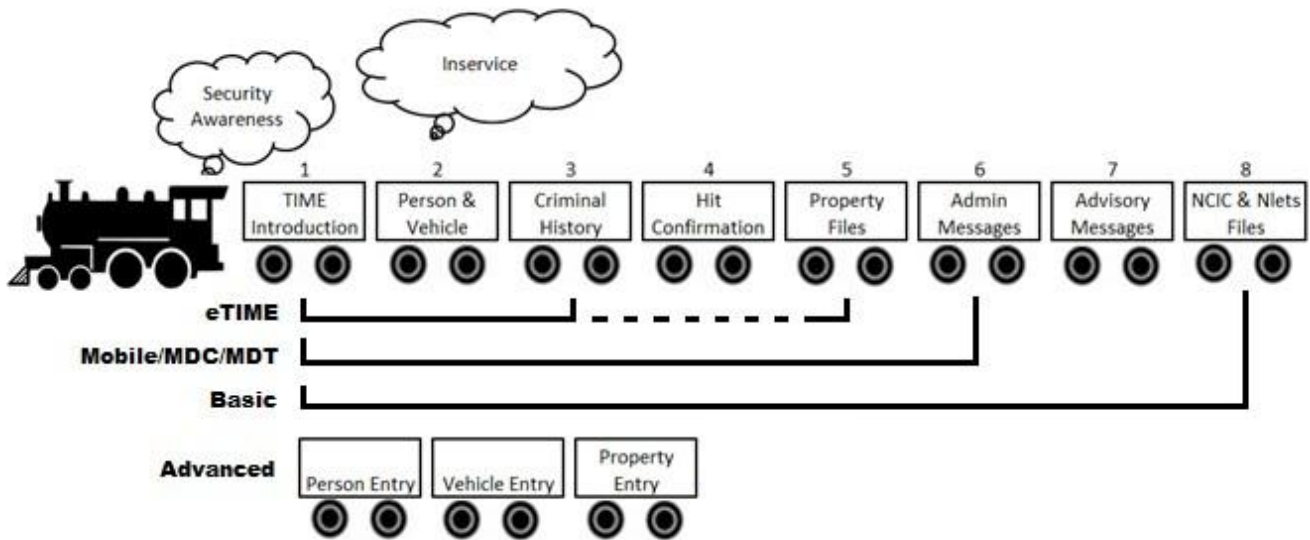 Inservice
Security
Awareness
1 2 3 4 5 6 7 8
TIME
Introduction
Person &
Vehicle
Criminal
History
Hit
Confirmation
Property
Files
Admin
Messages
Advisory
Messages
NCIC & Nlets
Files
eTIME
Mobile/MDC/MDT
Basic
Advanced
Person Entry
Vehicle Entry
Property
Entry